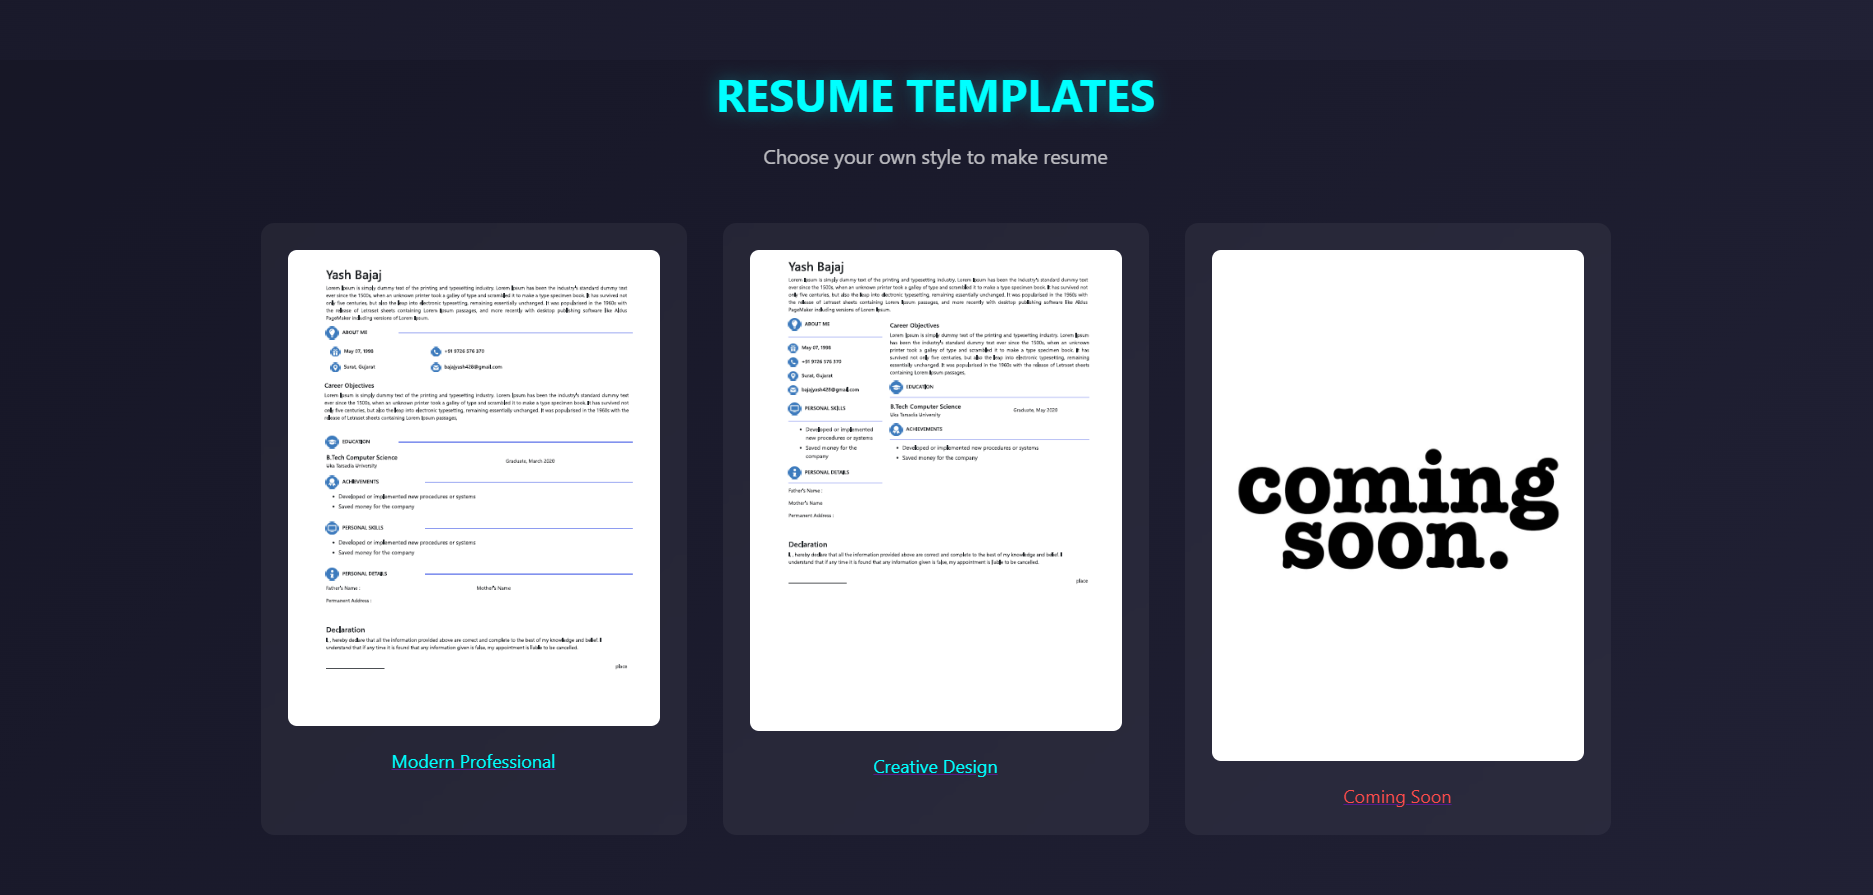 RESUME TEMPLATES
Choose your own style to make resume
Yash Bajaj
Lorem Ipsum is simply dummy text of the printing and typesetting industry. Lorem Ipsum has been the industry's standard dummy text
ever since the 1500s, when an unknown printer took a galley of type and scrambled it to make a type specimen book. It has survived not
only five centuries, but also the leap into electronic typesetting, remaining essentially unchanged. It was popularised in the 1960s with
the release of Letraset sheets containing Lorem Ipsum passages, and more recently with desktop publishing software like Aldus
PageMaker including versions of Lorem Ipsum.
ABOUT ME
May 07, 1998
+91 9726 376 370
Surat, Gujarat
bajajyash428@gmail.com
Career Objectives
Lorem Ipsum is simply dummy text of the printing and typesetting industry. Lorem Ipsum has been the industry's standard dummy text
ever since the 1500s, when an unknown printer took a galley of type and scrambled it to make a type specimen book. It has survived not
only five centuries, but also the leap into electronic typesetting, remaining essentially unchanged. It was popularised in the 1960s with the
release of Letraset sheets containing Lorem Ipsum passages,
EDUCATION
B.Tech Computer Science
Uka Tarsadia University
Graduate, March 2020
ACHIEVEMENTS
• Developed or implemented new procedures or systems
• Saved money for the company
PERSONAL SKILLS
• Developed or implemented new procedures or systems
• Saved money for the company
PERSONAL DETAILS
Father's Name :
Mother's Name
Permanent Address :
Declaration
I, , hereby declare that all the information provided above are correct and complete to the best of my knowledge and belief. I
understand that if any time it is found that any information given is false, my appointment is liable to be cancelled.
place
Modern Professional
Yash Bajaj
Lorem Ipsum is simply dummy text of the printing and typesetting industry. Lorem Ipsum has been the industry's standard dummy text
ever since the 1500s, when an unknown printer took a galley of type and scrambled it to make a type specimen book. It has survived not
only five centuries, but also the leap into electronic typesetting, remaining essentially unchanged. It was popularised in the 1960s with
the release of Letraset sheets containing Lorem Ipsum passages, and more recently with desktop publishing software like Aldus
PageMaker including versions of Lorem Ipsum.
ABOUT ME
May 07, 1998
+91 9726 376 370
Surat, Gujarat
bajajyash428@gmail.com
PERSONAL SKILLS
• Developed or implemented
new procedures or systems
• Saved money for the
company
PERSONAL DETAILS
Father's Name :
Mother's Name
Permanent Address :
Career Objectives
Lorem Ipsum is simply dummy text of the printing and typesetting industry. Lorem Ipsum
has been the industry's standard dummy text ever since the 1500s, when an unknown
printer took a galley of type and scrambled it to make a type specimen book. It has
survived not only five centuries, but also the leap into electronic typesetting, remaining
essentially unchanged. It was popularised in the 1960s with the release of Letraset sheets
containing Lorem Ipsum passages,
EDUCATION
B.Tech Computer Science
Uka Tarsadia University
Graduate, May 2020
ACHIEVEMENTS
• Developed or implemented new procedures or systems
• Saved money for the company
Declaration
I, , hereby declare that all the information provided above are correct and complete to the best of my knowledge and belief. I
understand that if any time it is found that any information given is false, my appointment is liable to be cancelled.
place
Creative Design
coming
soon.
Coming Soon